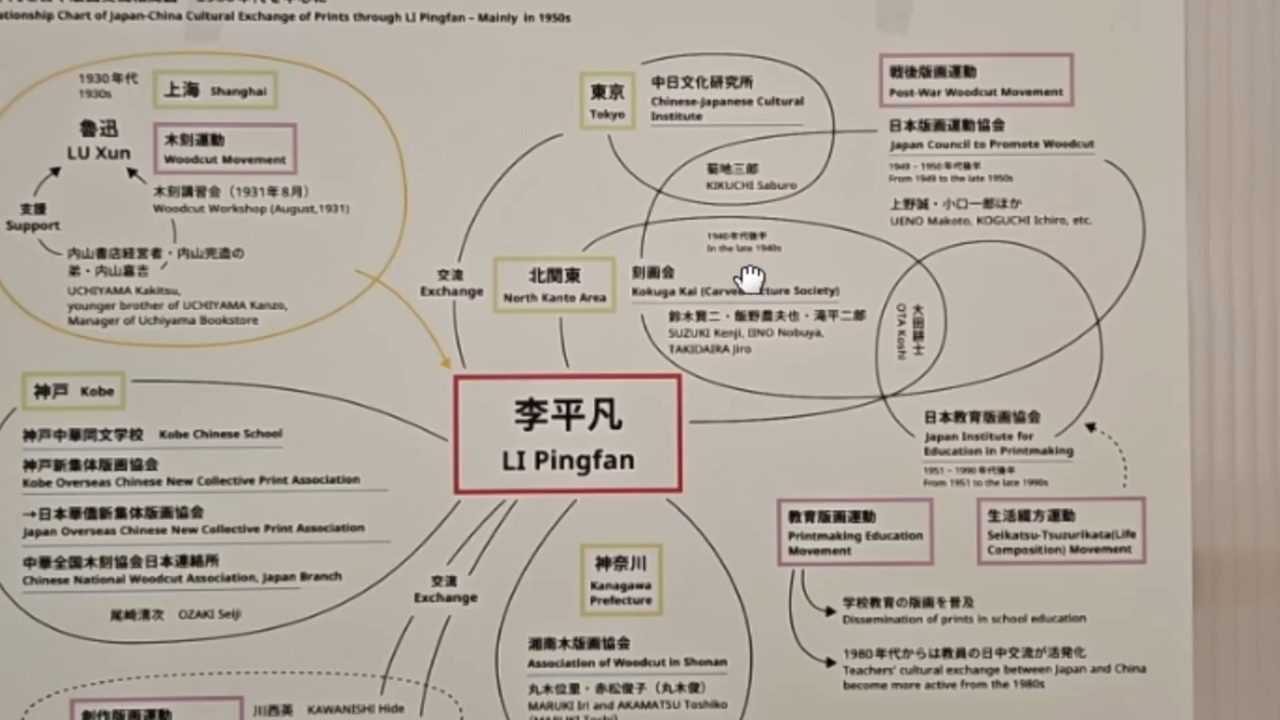 Relationship Chart of Japan-China Cultural Exchange of Prints through LI Pingfan – Mainly in 1950s
1930年代
1930s
上海 Shanghai
魯迅
LU Xun
木刻運動
Woodcut Movement
木刻講習会（1931年8月）
Woodcut Workshop (August,1931)
支援
Support
内山書店経営者・内山完造の
弟・内山嘉吉
UCHIYAMA Kakitsu,
younger brother of UCHIYAMA Kanzo,
Manager of Uchiyama Bookstore
東京
Tokyo
中日文化研究所
Chinese-Japanese Cultural
Institute
菊地三郎
KIKUCHI Saburo
戦後版画運動
Post-War Woodcut Movement
日本版画運動協会
Japan Council to Promote Woodcut
1949 – 1950年代後半
From 1949 to the late 1950s
上野誠・小口一郎ほか
UENO Makoto, KOGUCHI Ichiro, etc.
交流
Exchange
北関東
North Kanto Area
1940年代後半
In the late 1940s
刻画会
Kokuga Kai (Carved Picture Society)
鈴木賢二・飯野農夫也・滝平二郎
SUZUKI Kenji, IINO Nobuya,
TAKIDAIRA Jiro
大田耕士
OTA Koshi
李平凡
LI Pingfan
神戸 Kobe
神戸中華同文学校 Kobe Chinese School
神戸新集体版画協会
Kobe Overseas Chinese New Collective Print Association
→日本華僑新集体版画協会
Japan Overseas Chinese New Collective Print Association
中華全国木刻協会日本連絡所
Chinese National Woodcut Association, Japan Branch
尾崎清次 OZAKI Seiji
交流
Exchange
神奈川
Kanagawa
Prefecture
湘南木版画協会
Association of Woodcut in Shonan
丸木位里・赤松俊子（丸木俊）
MARUKI Iri and AKAMATSU Toshiko
(MARUKI Toshi)
日本教育版画協会
Japan Institute for
Education in Printmaking
1951 – 1990年代後半
From 1951 to the late 1990s
教育版画運動
Printmaking Education
Movement
生活綴方運動
Seikatsu-Tsuzurikata(Life
Composition) Movement
学校教育の版画を普及
Dissemination of prints in school education
1980年代からは教員の日中交流が活発化
Teachers' cultural exchange between Japan and China
become more active from the 1980s
創作版画運動
川西英 KAWANISHI Hide